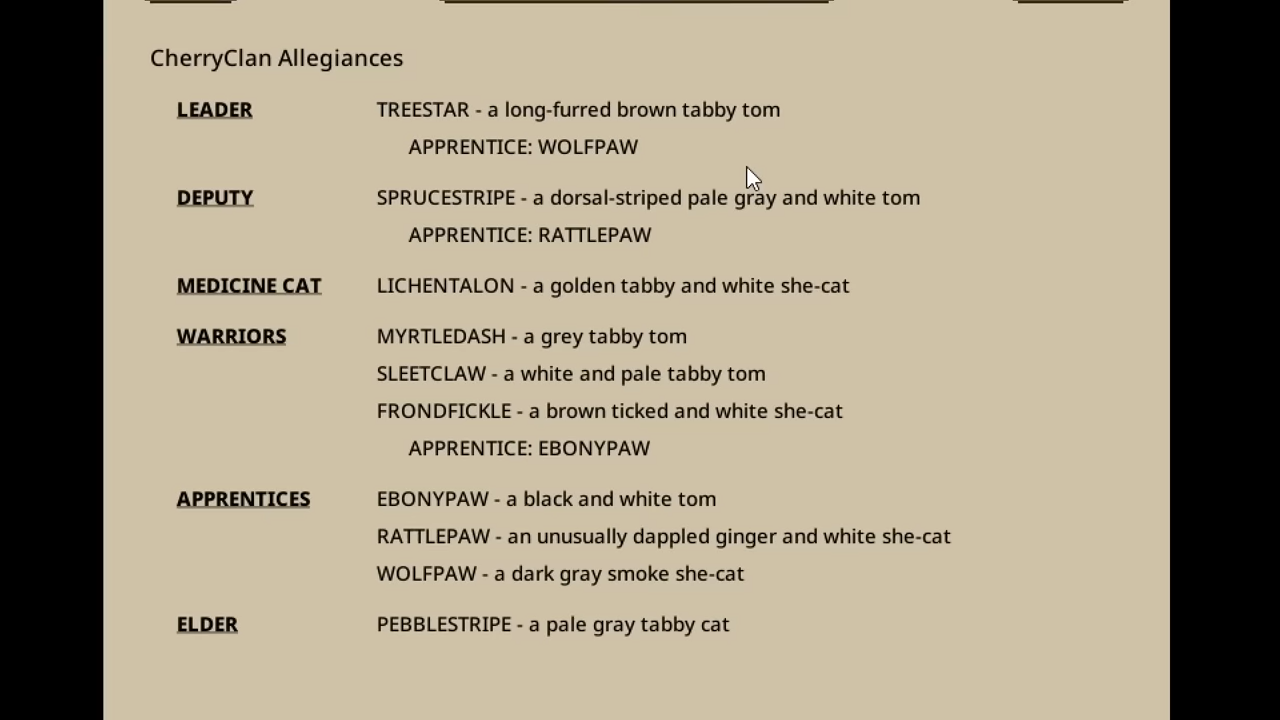 CherryClan Allegiances
LEADER TREESTAR - a long-furred brown tabby tom
APPRENTICE: WOLFPAW
DEPUTY SPRUCESTRIPE - a dorsal-striped pale gray and white tom
APPRENTICE: RATTLEPAW
MEDICINE CAT LICHENTALON - a golden tabby and white she-cat
WARRIORS MYRTLEDASH - a grey tabby tom
SLEETCLAW - a white and pale tabby tom
FRONDFICKLE - a brown ticked and white she-cat
APPRENTICE: EBONYPAW
APPRENTICES EBONYPAW - a black and white tom
RATTLEPAW - an unusually dappled ginger and white she-cat
WOLFPAW - a dark gray smoke she-cat
ELDER PEBBLESTRIPE - a pale gray tabby cat